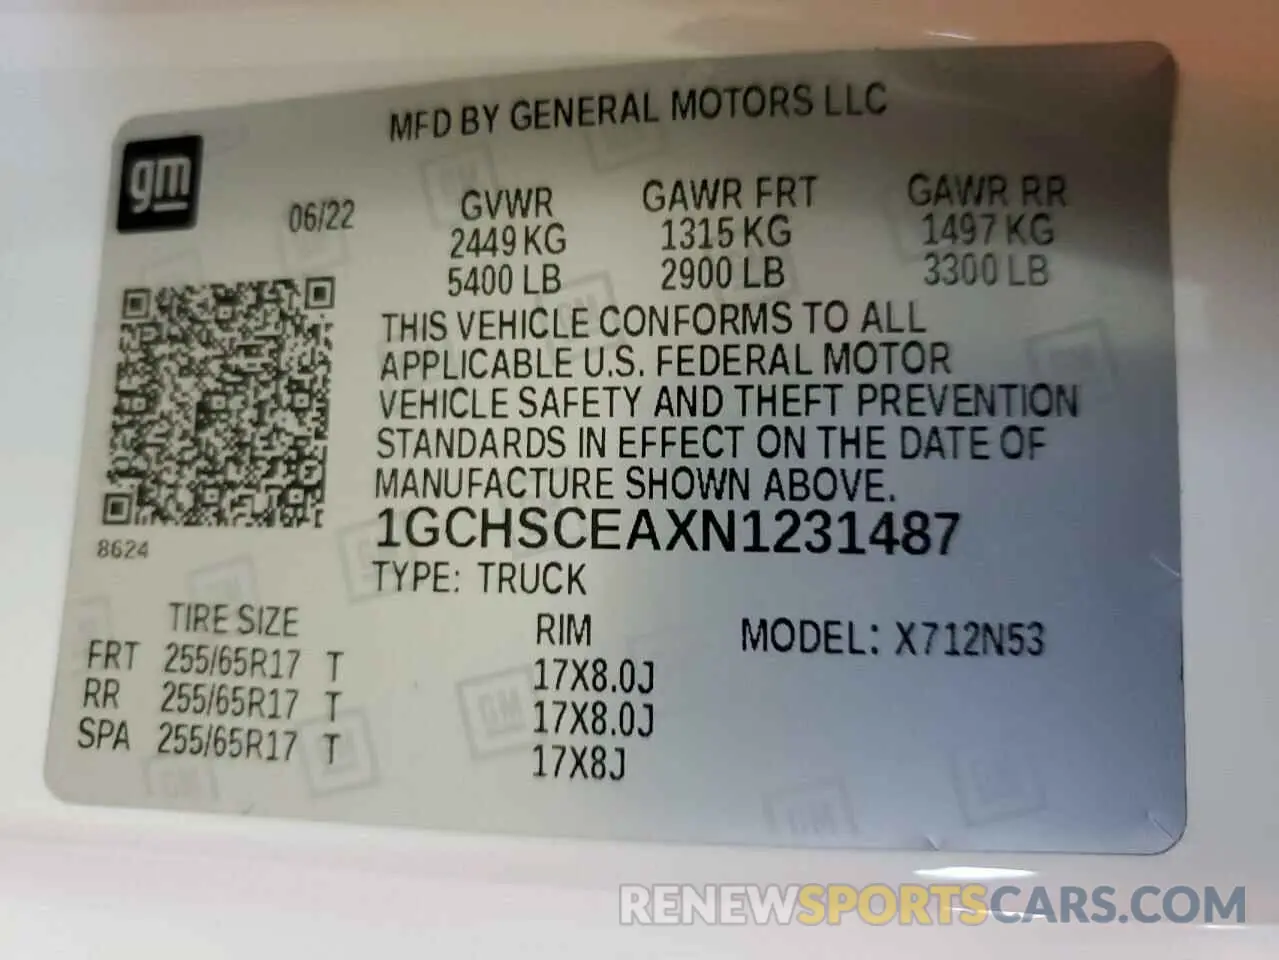 MFD BY GENERAL MOTORS LLC
gm
06/22
GVWR GAWR FRT GAWR RR
2449 KG 1315 KG 1497 KG
5400 LB 2900 LB 3300 LB
THIS VEHICLE CONFORMS TO ALL
APPLICABLE U.S. FEDERAL MOTOR
VEHICLE SAFETY AND THEFT PREVENTION
STANDARDS IN EFFECT ON THE DATE OF
MANUFACTURE SHOWN ABOVE.
1GCHSCEAXN1231487
8624
TYPE: TRUCK
TIRE SIZE RIM MODEL: X712N53
FRT 255/65R17 T 17X8.0J
RR 255/65R17 T 17X8.0J
SPA 255/65R17 T 17X8J
RENEWSPORTSCARS.COM